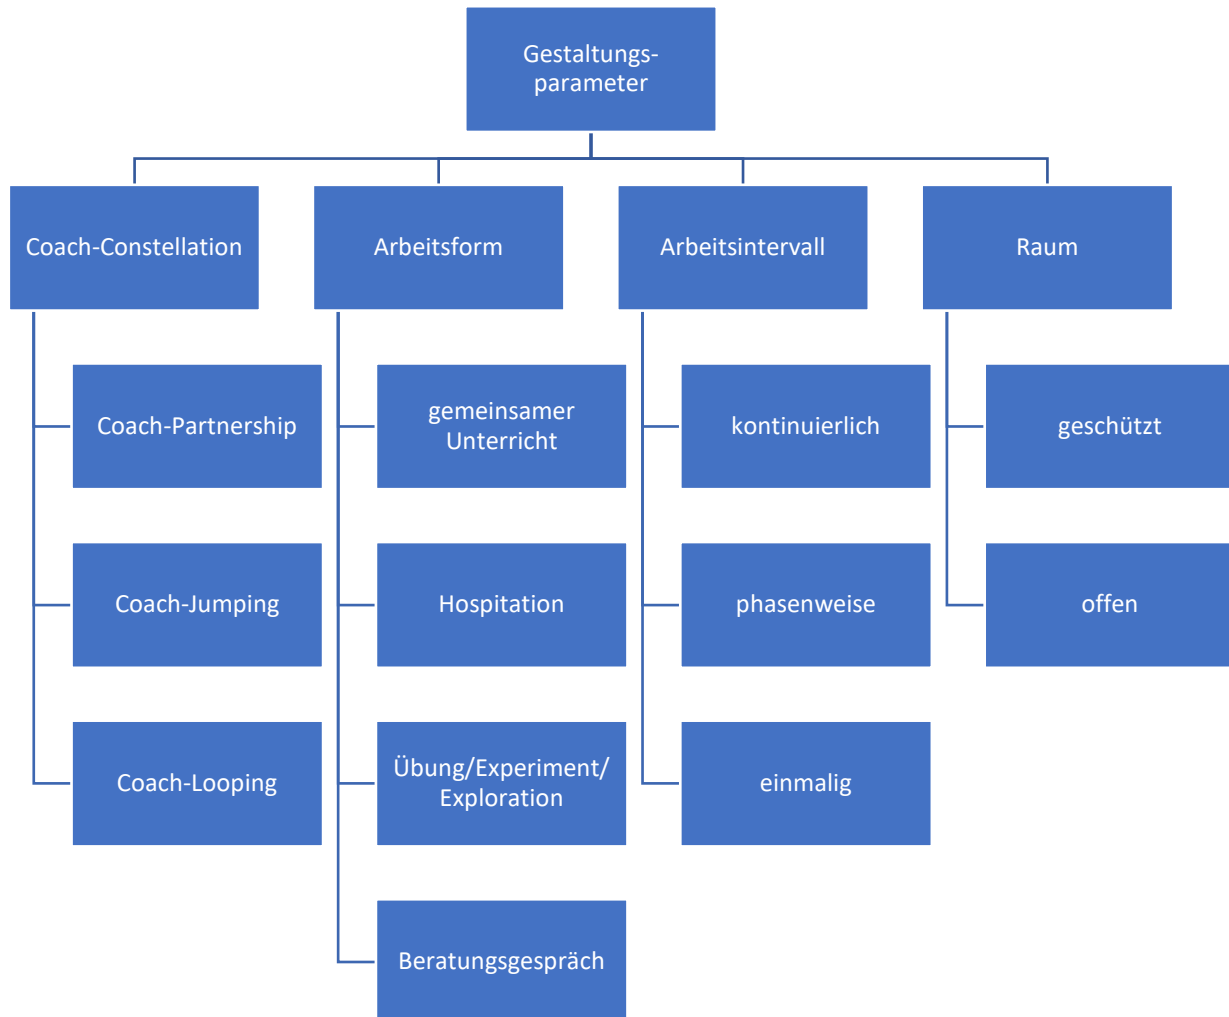 Gestaltungs-
parameter
Coach-Constellation
Arbeitsform
Arbeitsintervall
Raum
Coach-Partnership
gemeinsamer
Unterricht
kontinuierlich
geschützt
Coach-Jumping
Hospitation
phasenweise
offen
Coach-Looping
Übung/Experiment/
Exploration
einmalig
Beratungsgespräch